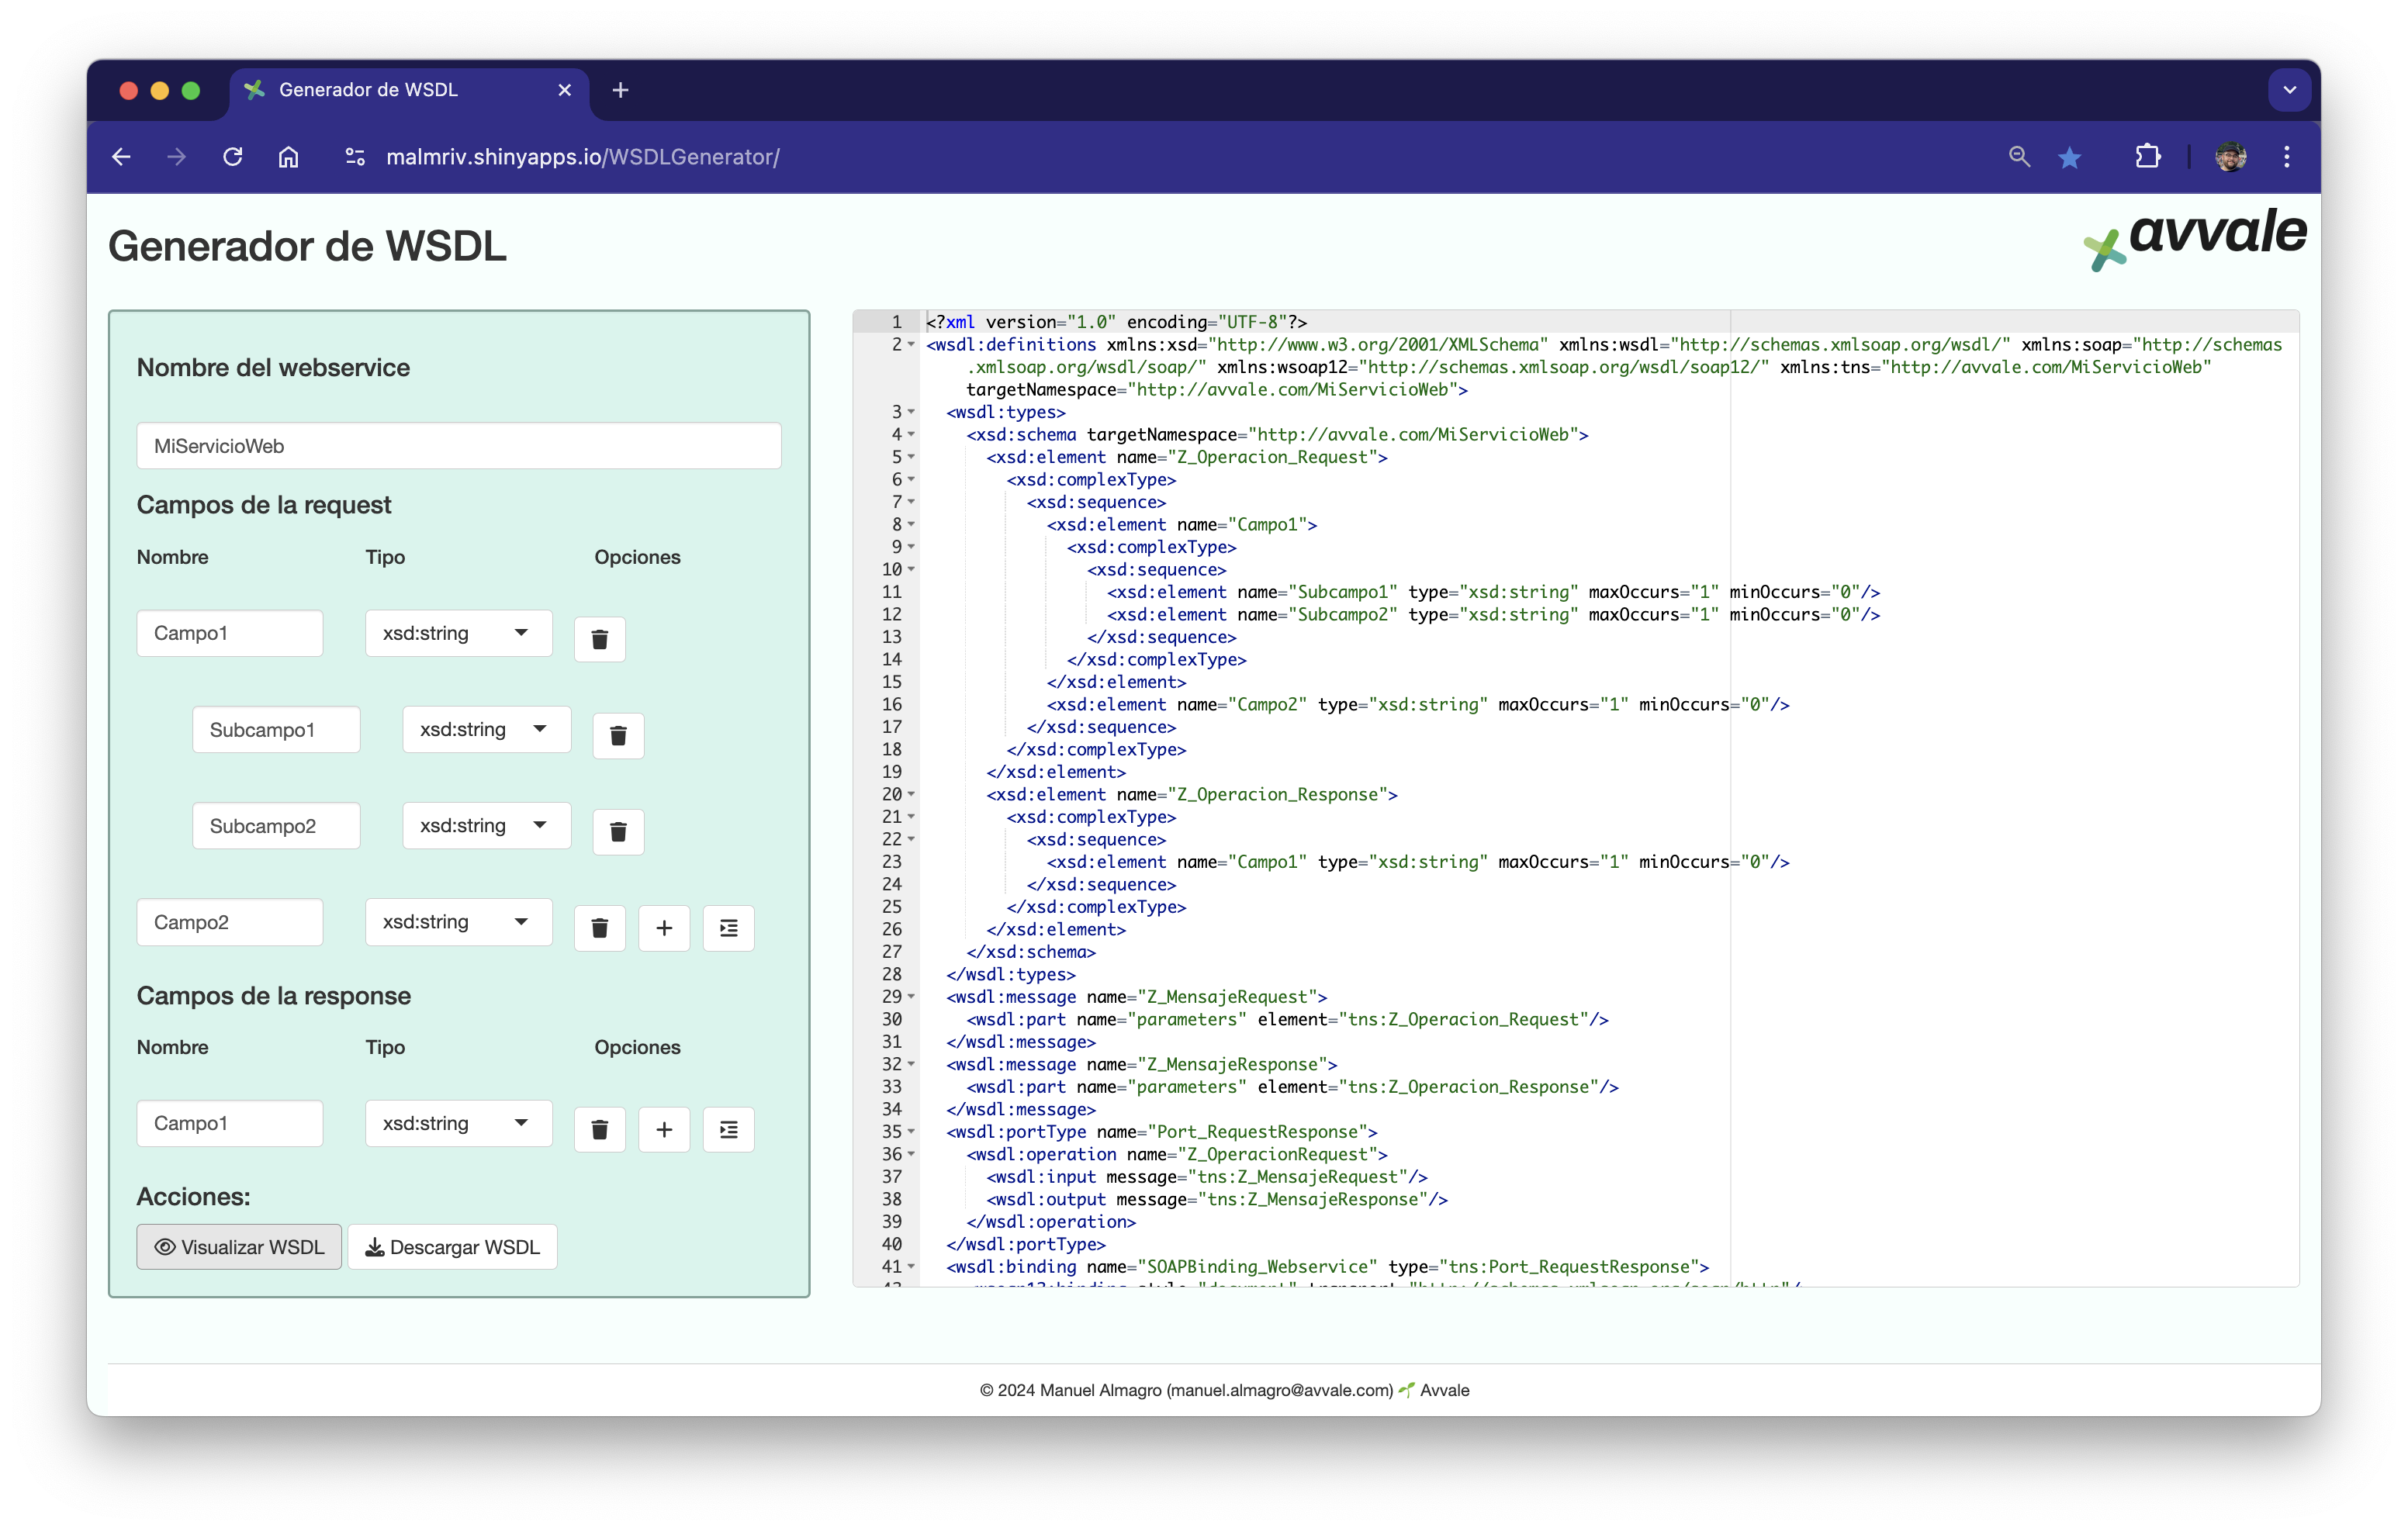 Generador de WSDL
malmriv.shinyapps.io/WSDLGenerator/
Generador de WSDL
avvale
Nombre del webservice
MiServicioWeb
Campos de la request
Nombre Tipo Opciones
Campo1 xsd:string
Subcampo1 xsd:string
Subcampo2 xsd:string
Campo2 xsd:string
Campos de la response
Nombre Tipo Opciones
Campo1 xsd:string
Acciones:
Visualizar WSDL Descargar WSDL
1 <?xml version="1.0" encoding="UTF-8"?>
2 <wsdl:definitions xmlns:xsd="http://www.w3.org/2001/XMLSchema" xmlns:wsdl="http://schemas.xmlsoap.org/wsdl/" xmlns:soap="http://schemas
.xmlsoap.org/wsdl/soap/" xmlns:wsoap12="http://schemas.xmlsoap.org/wsdl/soap12/" xmlns:tns="http://avvale.com/MiServicioWeb"
targetNamespace="http://avvale.com/MiServicioWeb">
3 <wsdl:types>
4 <xsd:schema targetNamespace="http://avvale.com/MiServicioWeb">
5 <xsd:element name="Z_Operacion_Request">
6 <xsd:complexType>
7 <xsd:sequence>
8 <xsd:element name="Campo1">
9 <xsd:complexType>
10 <xsd:sequence>
11 <xsd:element name="Subcampo1" type="xsd:string" maxOccurs="1" minOccurs="0"/>
12 <xsd:element name="Subcampo2" type="xsd:string" maxOccurs="1" minOccurs="0"/>
13 </xsd:sequence>
14 </xsd:complexType>
15 </xsd:element>
16 <xsd:element name="Campo2" type="xsd:string" maxOccurs="1" minOccurs="0"/>
17 </xsd:sequence>
18 </xsd:complexType>
19 </xsd:element>
20 <xsd:element name="Z_Operacion_Response">
21 <xsd:complexType>
22 <xsd:sequence>
23 <xsd:element name="Campo1" type="xsd:string" maxOccurs="1" minOccurs="0"/>
24 </xsd:sequence>
25 </xsd:complexType>
26 </xsd:element>
27 </xsd:schema>
28 </wsdl:types>
29 <wsdl:message name="Z_MensajeRequest">
30 <wsdl:part name="parameters" element="tns:Z_Operacion_Request"/>
31 </wsdl:message>
32 <wsdl:message name="Z_MensajeResponse">
33 <wsdl:part name="parameters" element="tns:Z_Operacion_Response"/>
34 </wsdl:message>
35 <wsdl:portType name="Port_RequestResponse">
36 <wsdl:operation name="Z_OperacionRequest">
37 <wsdl:input message="tns:Z_MensajeRequest"/>
38 <wsdl:output message="tns:Z_MensajeResponse"/>
39 </wsdl:operation>
40 </wsdl:portType>
41 <wsdl:binding name="SOAPBinding_Webservice" type="tns:Port_RequestResponse">
© 2024 Manuel Almagro (manuel.almagro@avvale.com) 🌱 Avvale